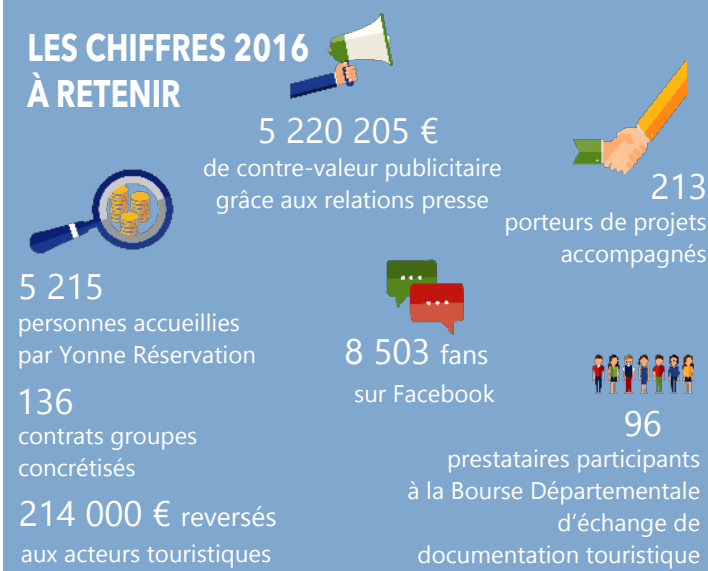 LES CHIFFRES 2016
À RETENIR
5 220 205 €
de contre-valeur publicitaire
grâce aux relations presse
213
porteurs de projets
accompagnés
5 215
personnes accueillies
par Yonne Réservation
136
contrats groupes
concrétisés
214 000 € reversés
aux acteurs touristiques
8 503 fans
sur Facebook
96
prestataires participants
à la Bourse Départementale
d'échange de
documentation touristique